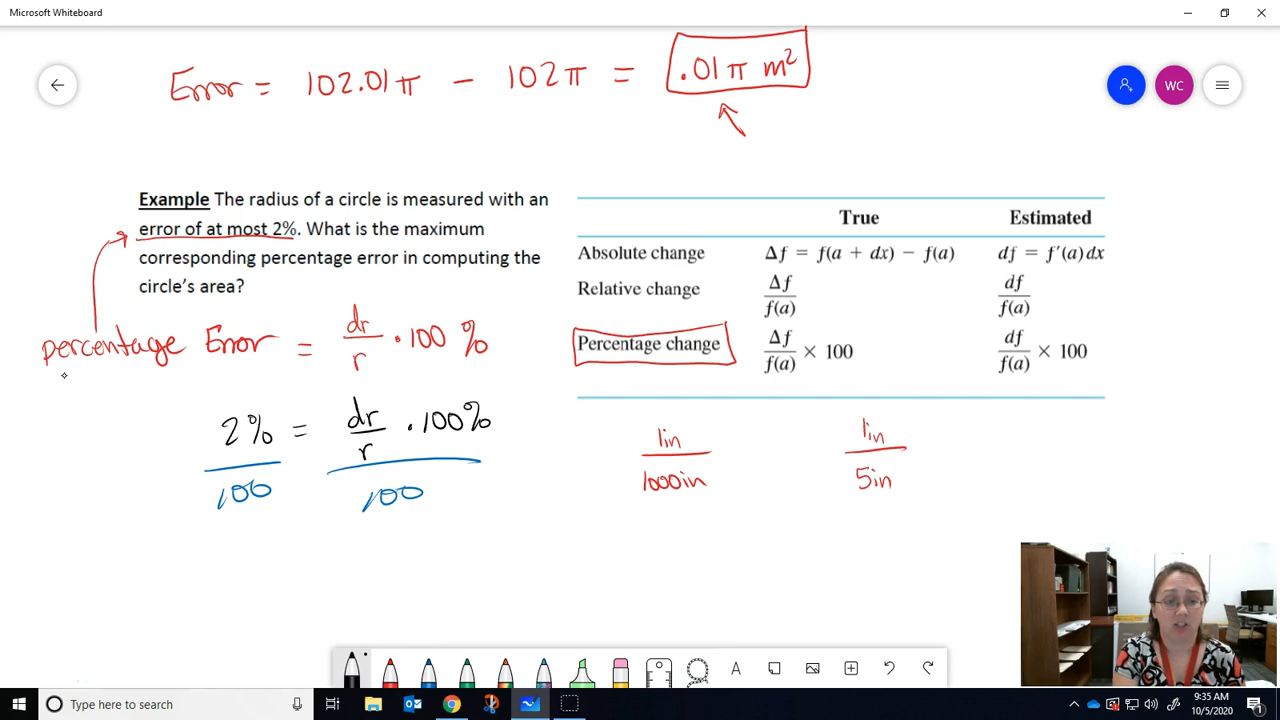 Microsoft Whiteboard
Error = 102.01π − 102π = .01π m²
WC
Example The radius of a circle is measured with an
error of at most 2%. What is the maximum
corresponding percentage error in computing the
circle's area?
True Estimated
Absolute change Δf = f(a + dx) − f(a) df = f′(a)dx
Relative change Δf/f(a) df/f(a)
Percentage change Δf/f(a) × 100 df/f(a) × 100
percentage Error = dr/r · 100 %
2% = dr/r · 100%
100 100
1in/1000in 1in/5in
A
Type here to search
9:35 AM
10/5/2020
1